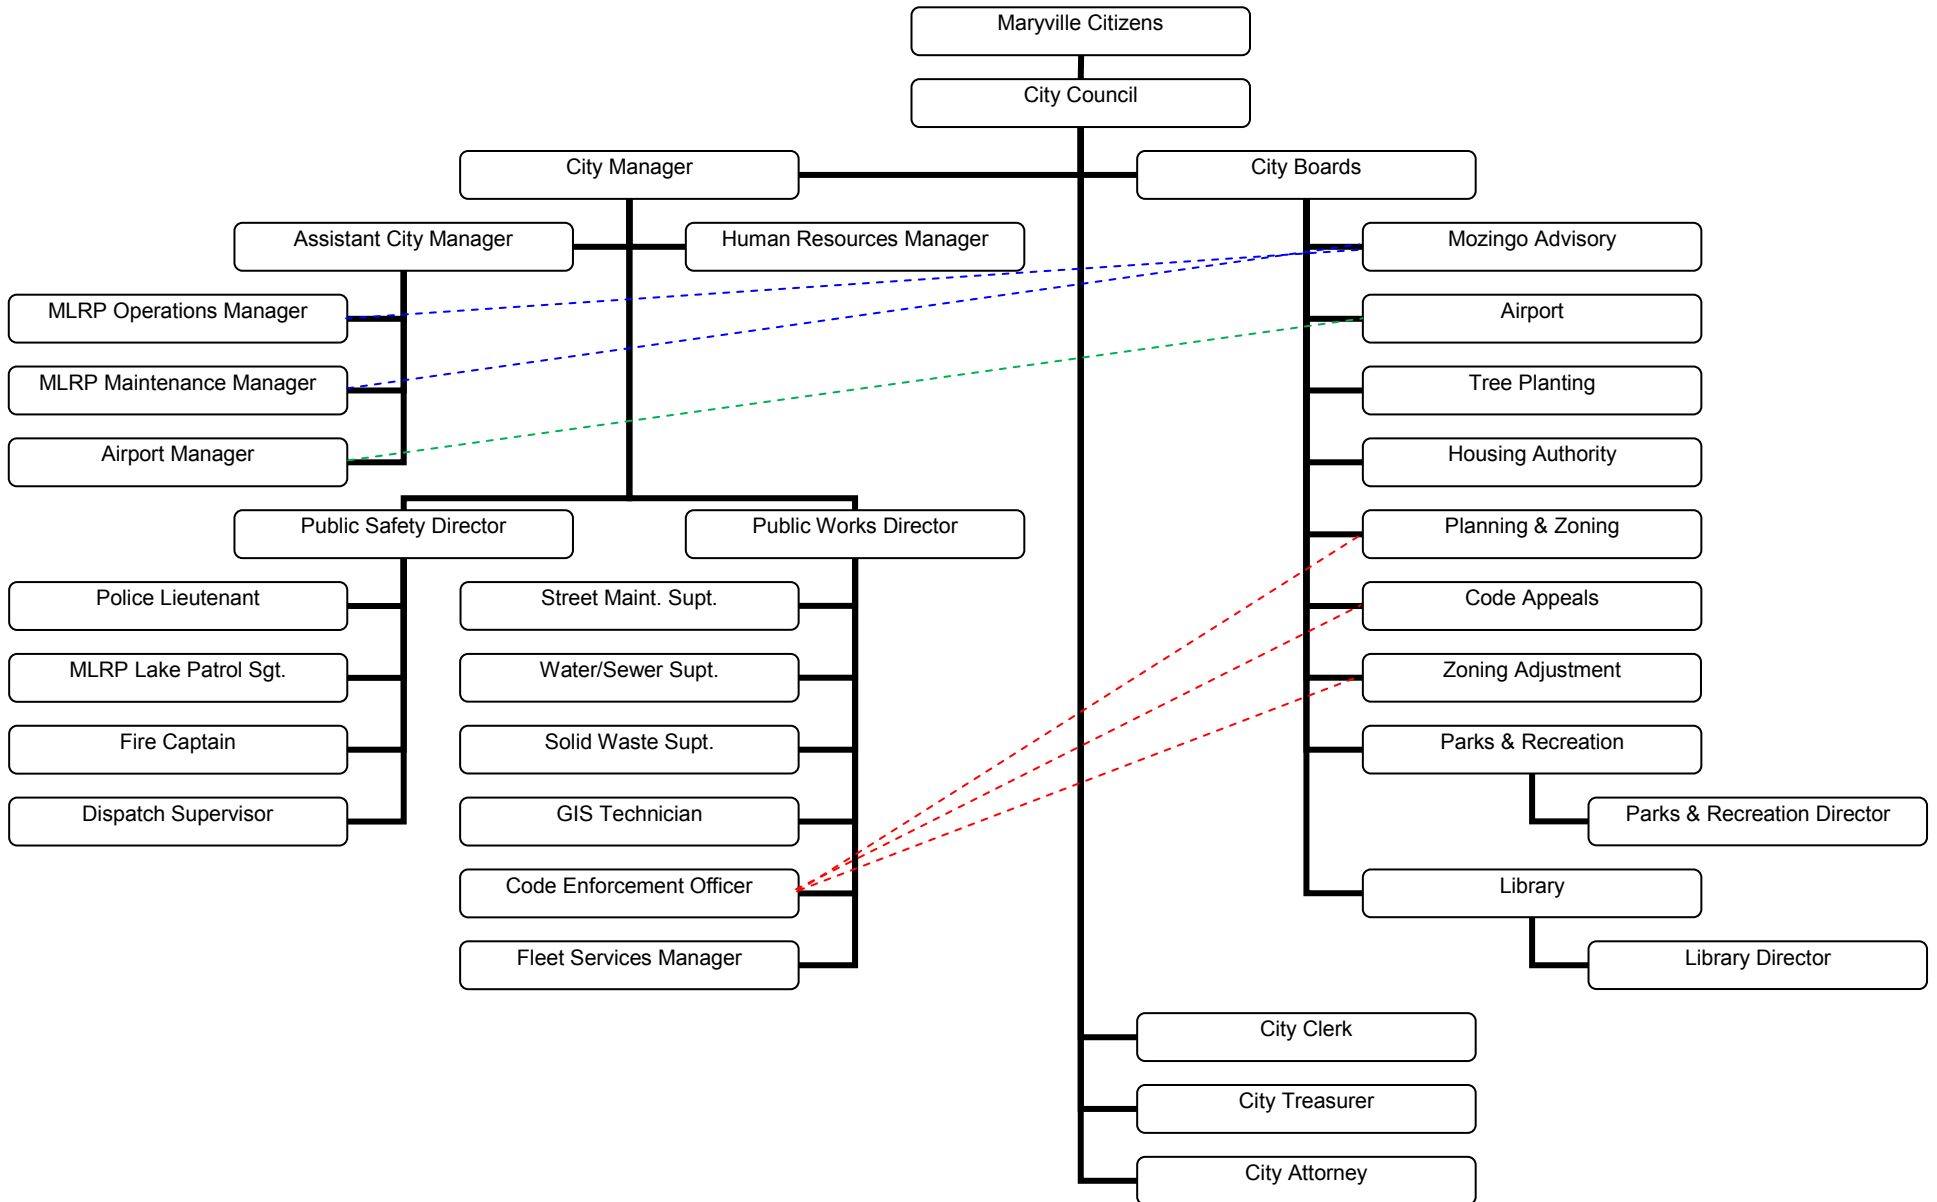 Maryville Citizens
City Council
City Manager
City Boards
Assistant City Manager
Human Resources Manager
Mozingo Advisory
MLRP Operations Manager
Airport
MLRP Maintenance Manager
Tree Planting
Airport Manager
Housing Authority
Public Safety Director
Public Works Director
Planning & Zoning
Police Lieutenant
Street Maint. Supt.
Code Appeals
MLRP Lake Patrol Sgt.
Water/Sewer Supt.
Zoning Adjustment
Fire Captain
Solid Waste Supt.
Parks & Recreation
Dispatch Supervisor
GIS Technician
Parks & Recreation Director
Code Enforcement Officer
Library
Fleet Services Manager
Library Director
City Clerk
City Treasurer
City Attorney